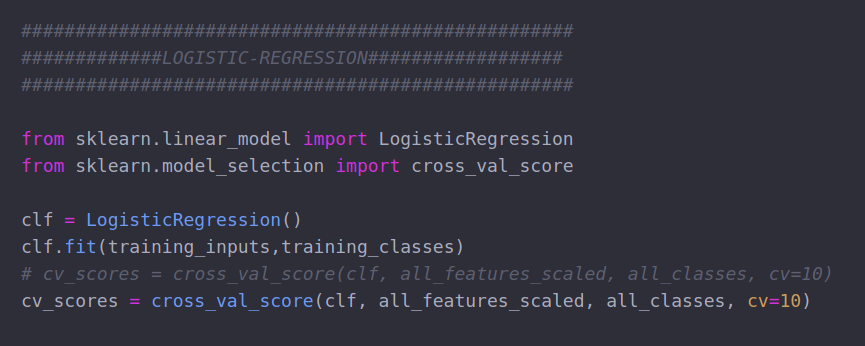 ###################################################
#############LOGISTIC-REGRESSION##################
###################################################
from sklearn.linear_model import LogisticRegression
from sklearn.model_selection import cross_val_score
clf = LogisticRegression()
clf.fit(training_inputs,training_classes)
# cv_scores = cross_val_score(clf, all_features_scaled, all_classes, cv=10)
cv_scores = cross_val_score(clf, all_features_scaled, all_classes, cv=10)